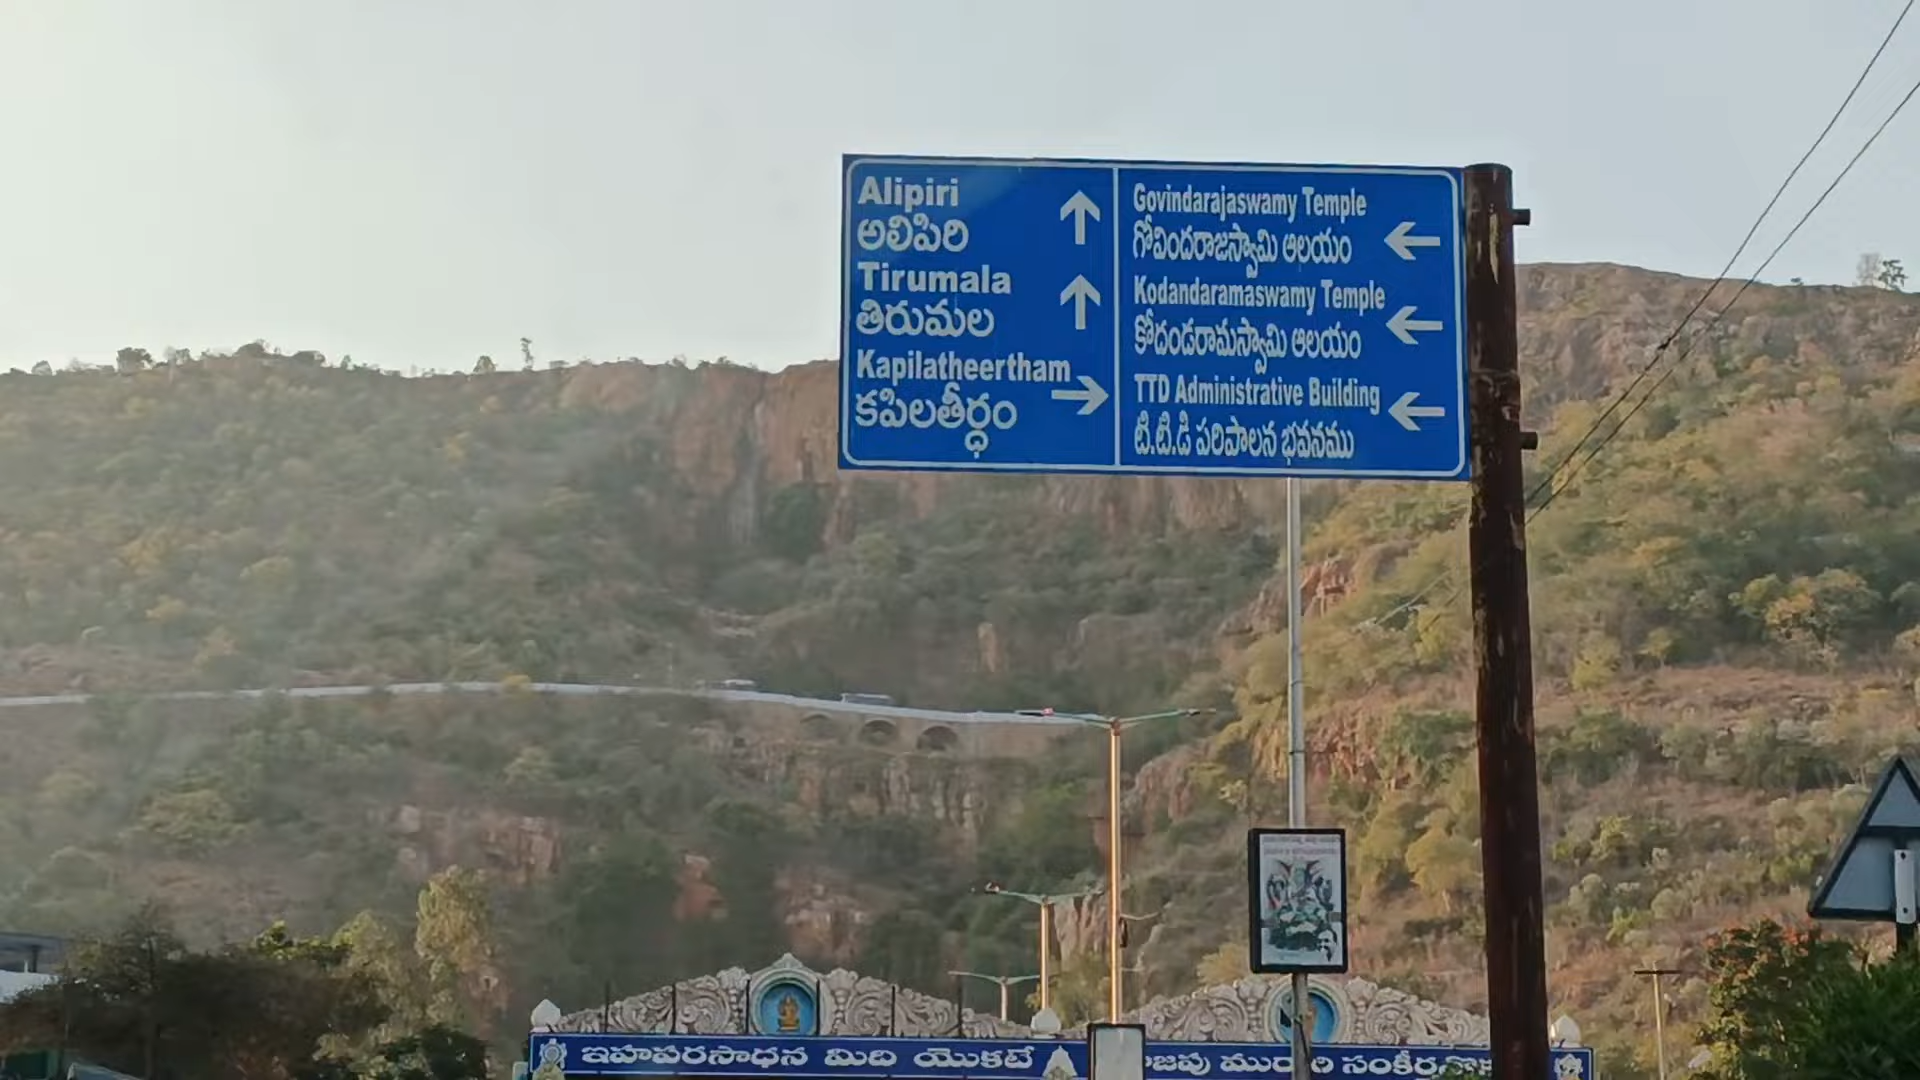 Alipiri
అలిపిరి
Tirumala
తిరుమల
Kapilatheertham
కపిలతీర్థం
Govindarajaswamy Temple
గోవిందరాజస్వామి ఆలయం
Kodandaramaswamy Temple
కోదండరామస్వామి ఆలయం
TTD Administrative Building
టి.టి.డి పరిపాలన భవనము
ఇహపరసాధన మిది యొకటే